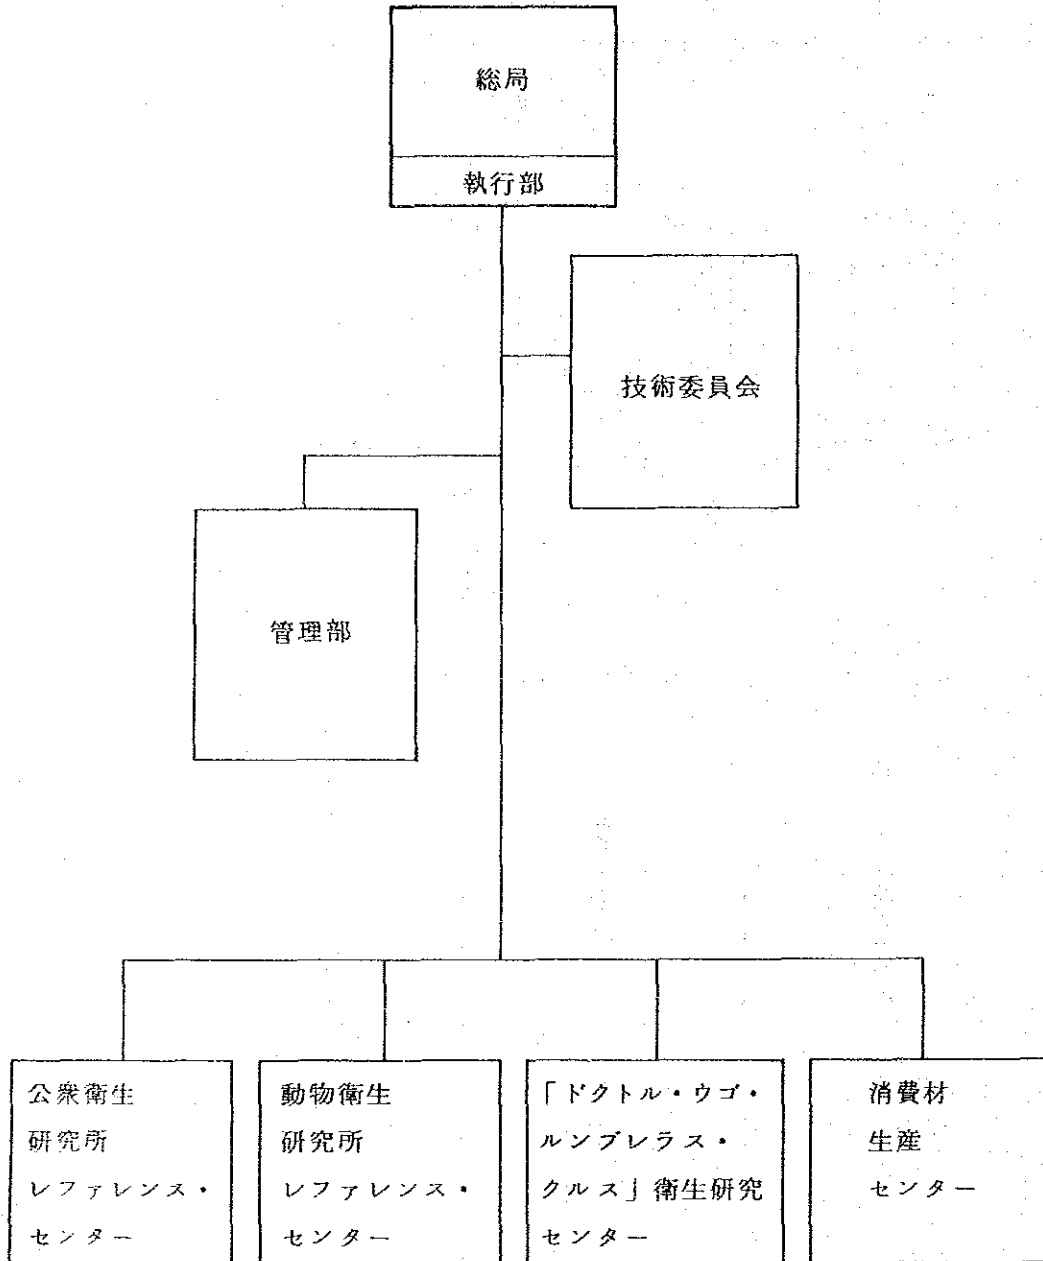 総局
執行部
技術委員会
管理部
公衆衛生
研究所
レファレンス・
センター
動物衛生
研究所
レファレンス・
センター
「ドクトル・ウゴ・
ルンブレラス・
クルス」衛生研究
センター
消費材
生産
センター